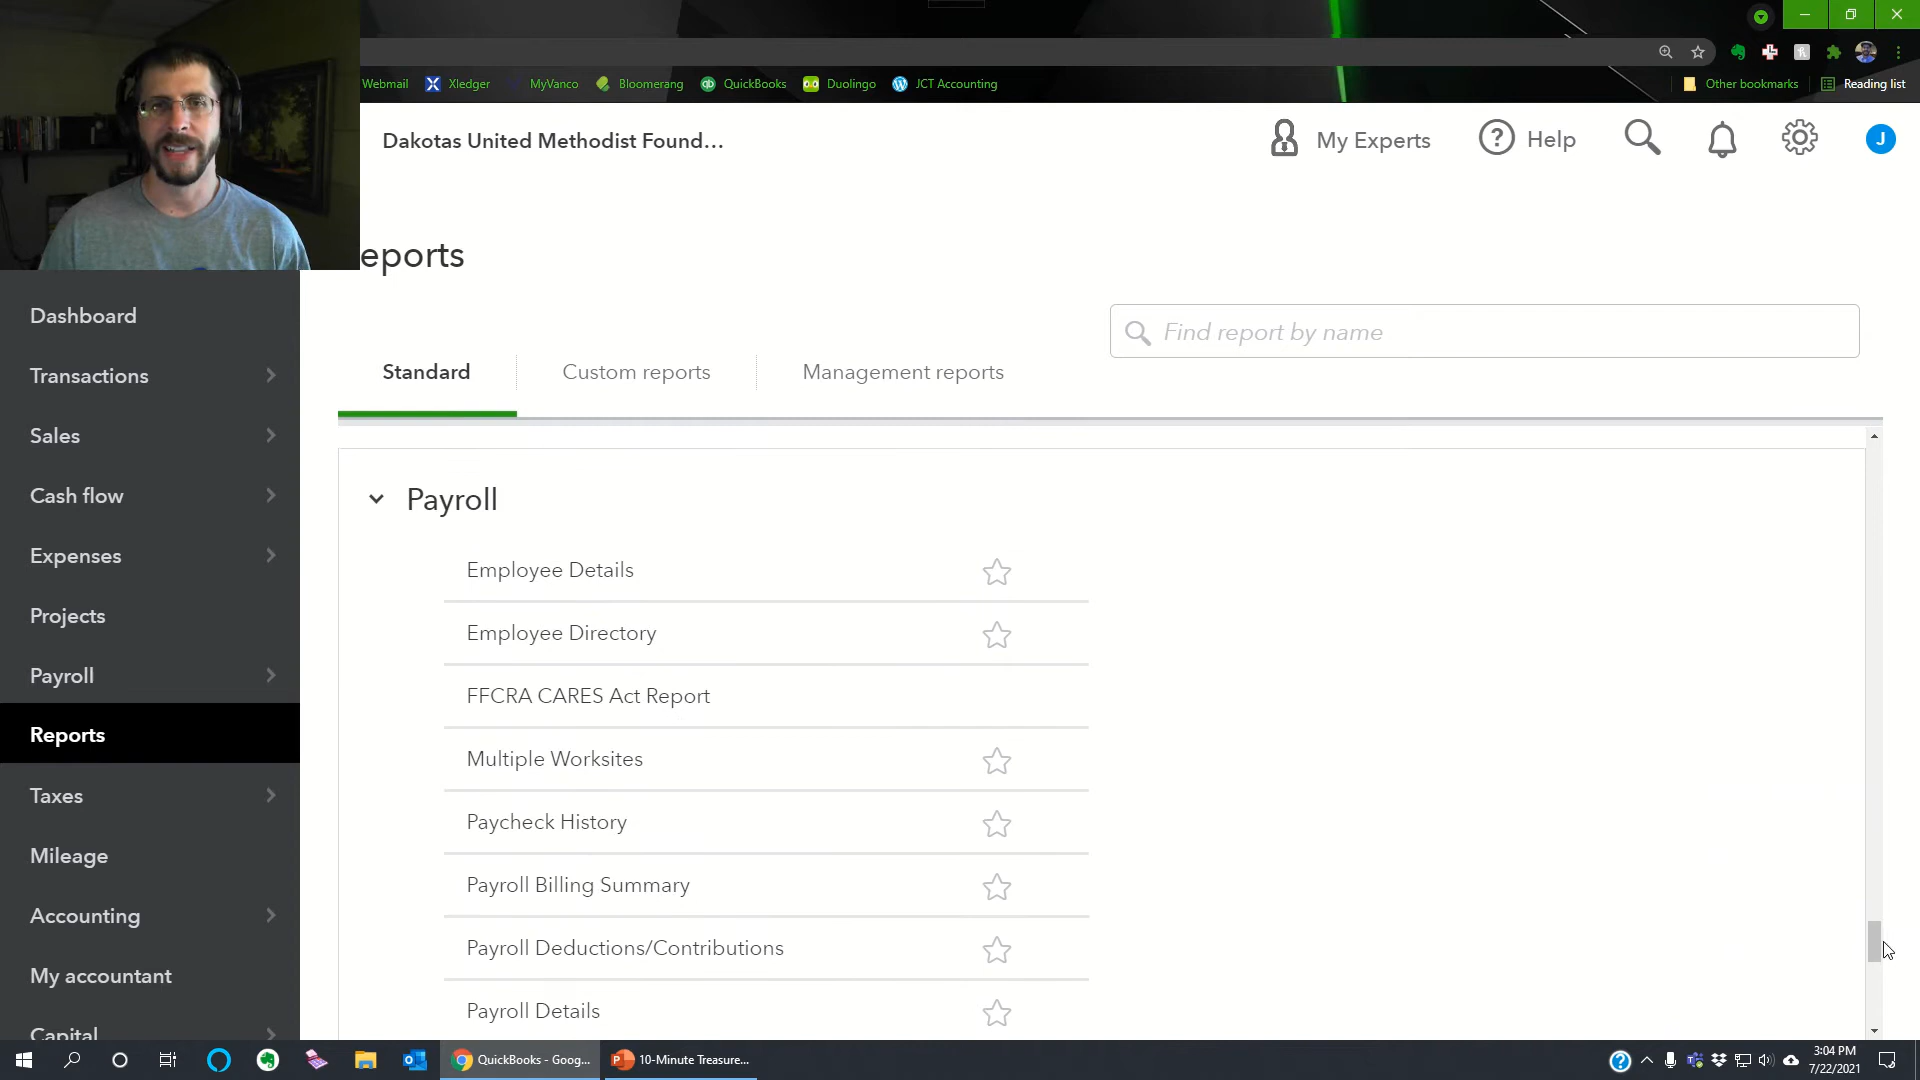 Webmail Xledger MyVanco Bloomerang QuickBooks Duolingo JCT Accounting Other bookmarks Reading list
Dakotas United Methodist Found... My Experts Help J
eports
Find report by name
Standard Custom reports Management reports
Dashboard
Transactions
Sales
Cash flow
Expenses
Projects
Payroll
Reports
Taxes
Mileage
Accounting
My accountant
Capital
Payroll
Employee Details
Employee Directory
FFCRA CARES Act Report
Multiple Worksites
Paycheck History
Payroll Billing Summary
Payroll Deductions/Contributions
Payroll Details
QuickBooks - Goog... 10-Minute Treasure...
3:04 PM
7/22/2021